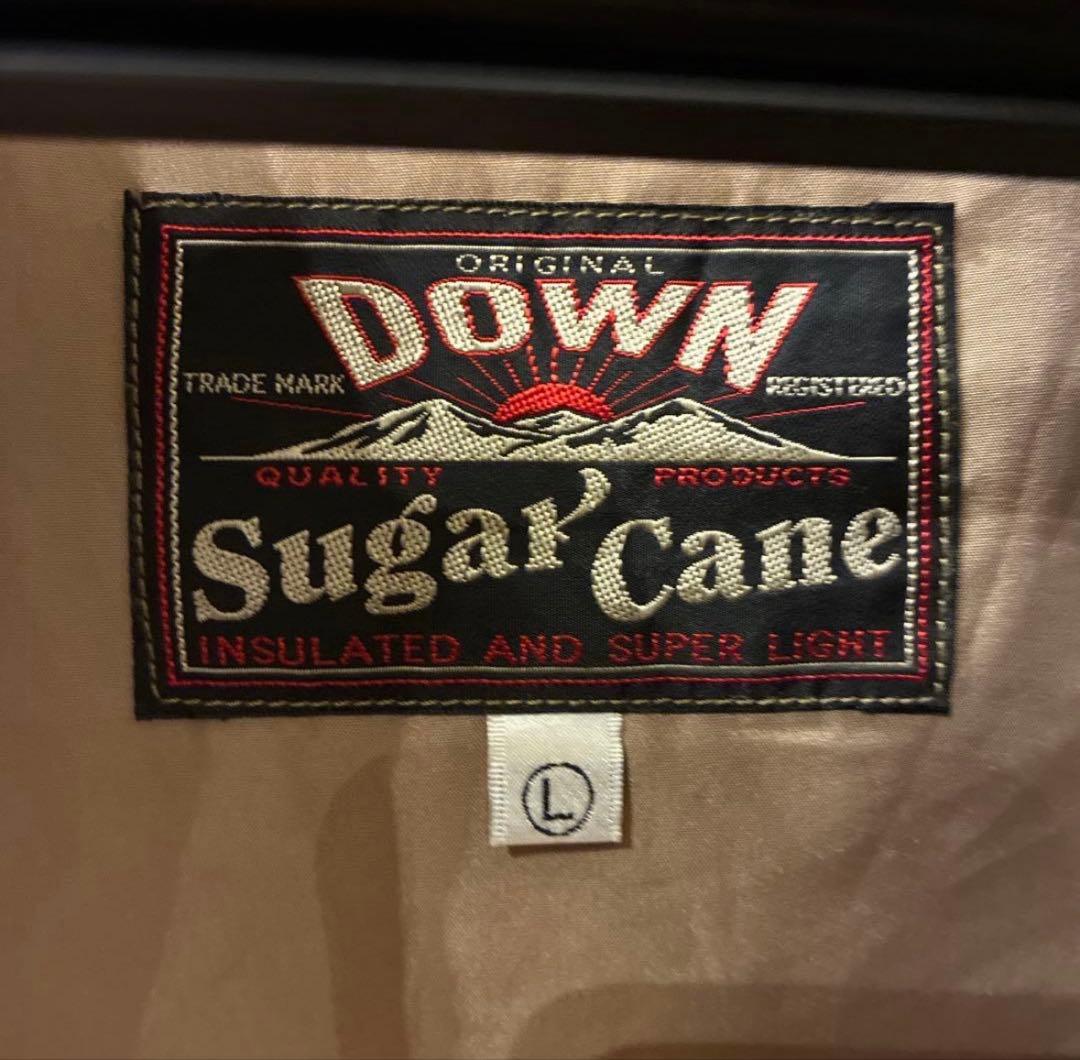 ORIGINAL
DOWN
TRADE MARK REGISTERED
QUALITY PRODUCTS
Sugar Cane
INSULATED AND SUPER LIGHT
L